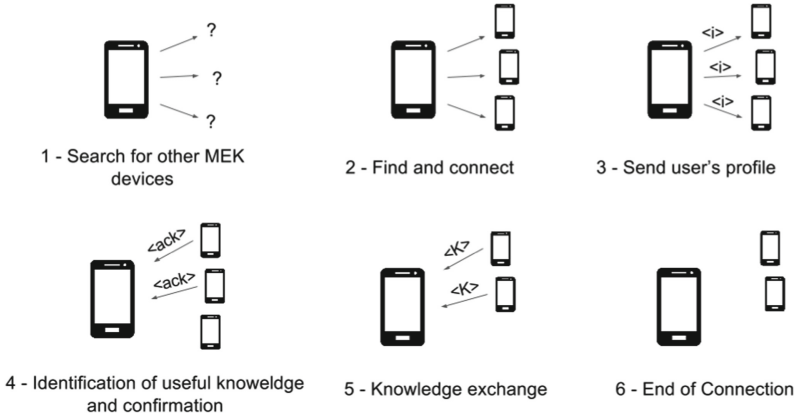 ?
?
?
1 - Search for other MEK
devices
2 - Find and connect
<i>
<i>
<i>
3 - Send user's profile
<ack>
<ack>
4 - Identification of useful knoweldge
and confirmation
<K>
<K>
5 - Knowledge exchange
6 - End of Connection